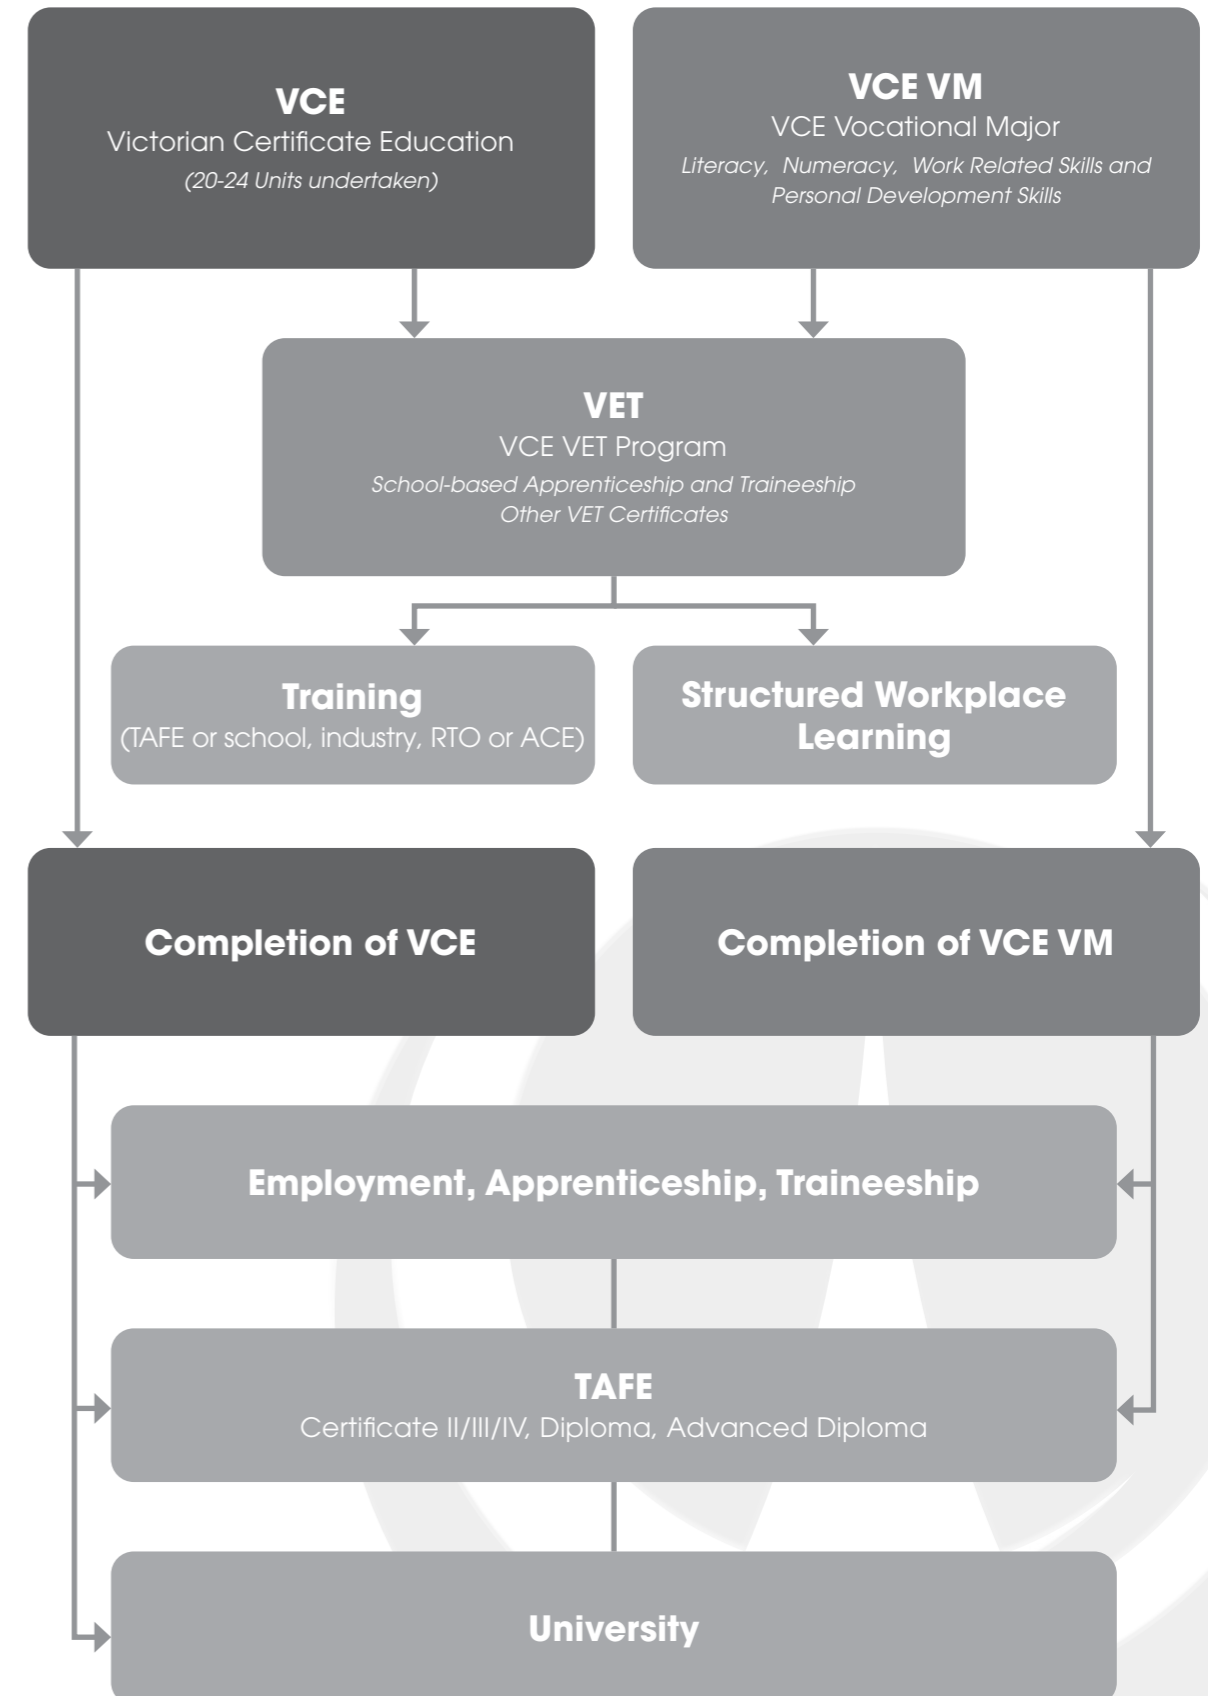 VCE
Victorian Certificate Education
(20-24 Units undertaken)
VCE VM
VCE Vocational Major
Literacy, Numeracy, Work Related Skills and
Personal Development Skills
VET
VCE VET Program
School-based Apprenticeship and Traineeship
Other VET Certificates
Training
(TAFE or school, industry, RTO or ACE)
Structured Workplace
Learning
Completion of VCE
Completion of VCE VM
Employment, Apprenticeship, Traineeship
TAFE
Certificate II/III/IV, Diploma, Advanced Diploma
University